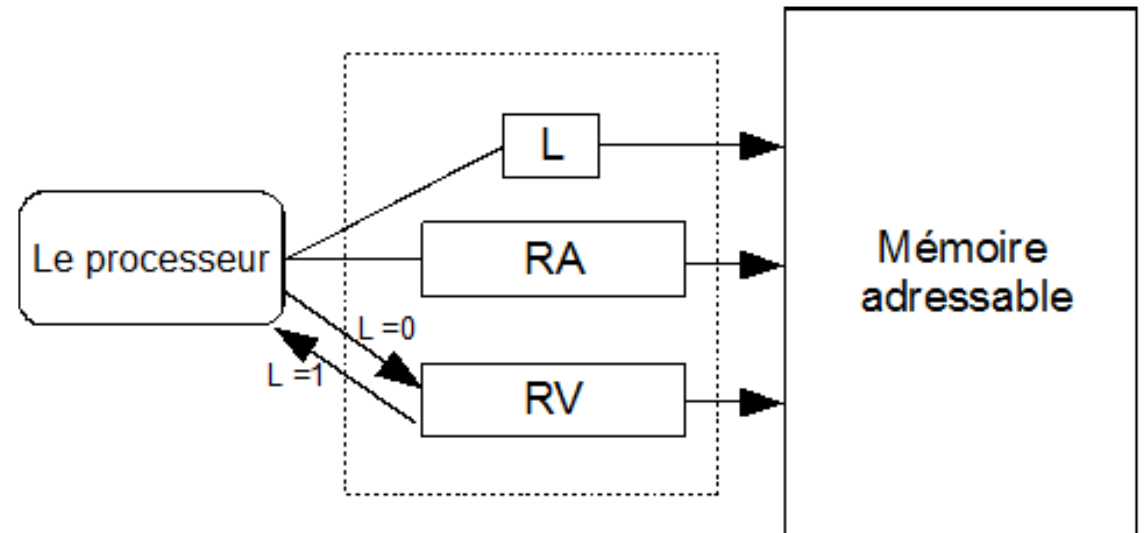 L
Le processeur
RA
Mémoire
adressable
L =0
L =1
RV